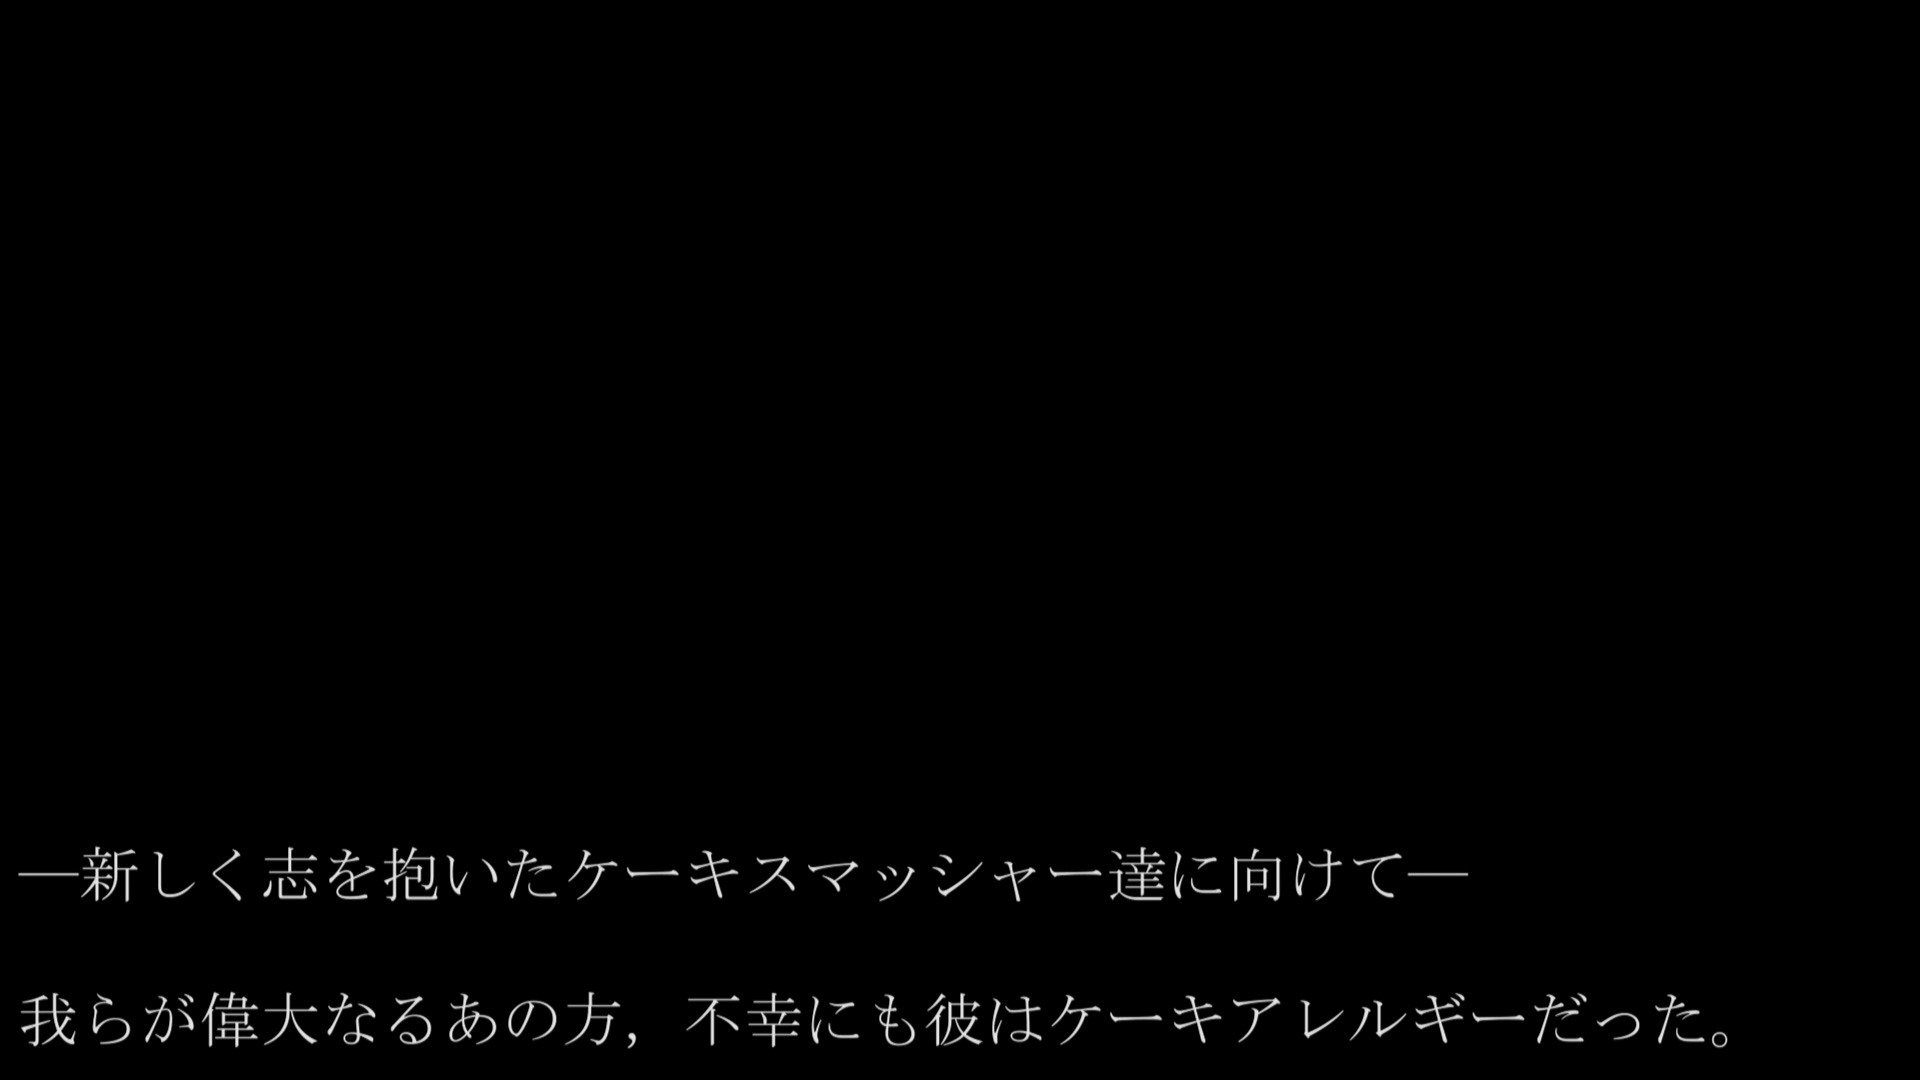 ―新しく志を抱いたケーキスマッシャー達に向けて―
我らが偉大なるあの方，不幸にも彼はケーキアレルギーだった。